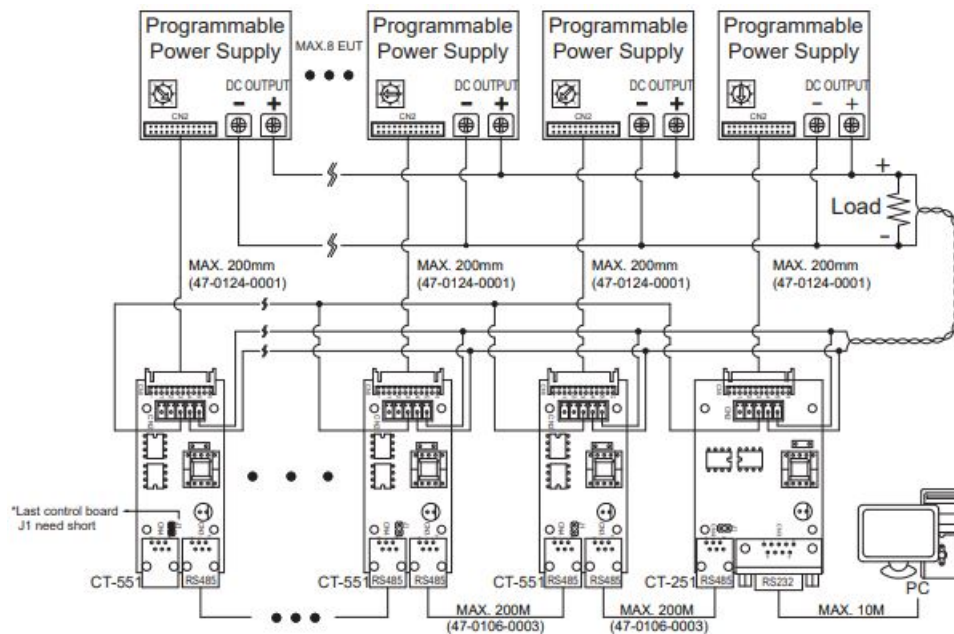 Programmable
Power Supply
MAX.8 EUT
Programmable
Power Supply
Programmable
Power Supply
Programmable
Power Supply
DC OUTPUT
DC OUTPUT
DC OUTPUT
DC OUTPUT
- +
- +
- +
- +
CN2
CN2
CN2
CN2
+
Load
-
MAX. 200mm
(47-0124-0001)
MAX. 200mm
(47-0124-0001)
MAX. 200mm
(47-0124-0001)
MAX. 200mm
(47-0124-0001)
*Last control board
J1 need short
CT-551
RS485
CT-551
RS485
RS485
CT-551
RS485
RS485
CT-251
RS485
RS232
PC
MAX. 200M
(47-0106-0003)
MAX. 200M
(47-0106-0003)
MAX. 10M